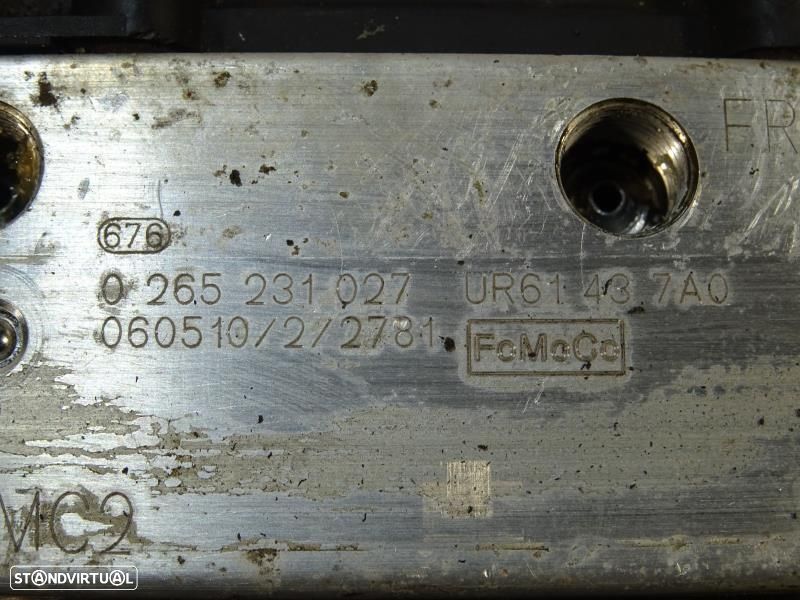 FR
676
0 265 231 027 UR61 43 7A0
060510/2/2781 FoMoCo
MC2
STANDVIRTUAL